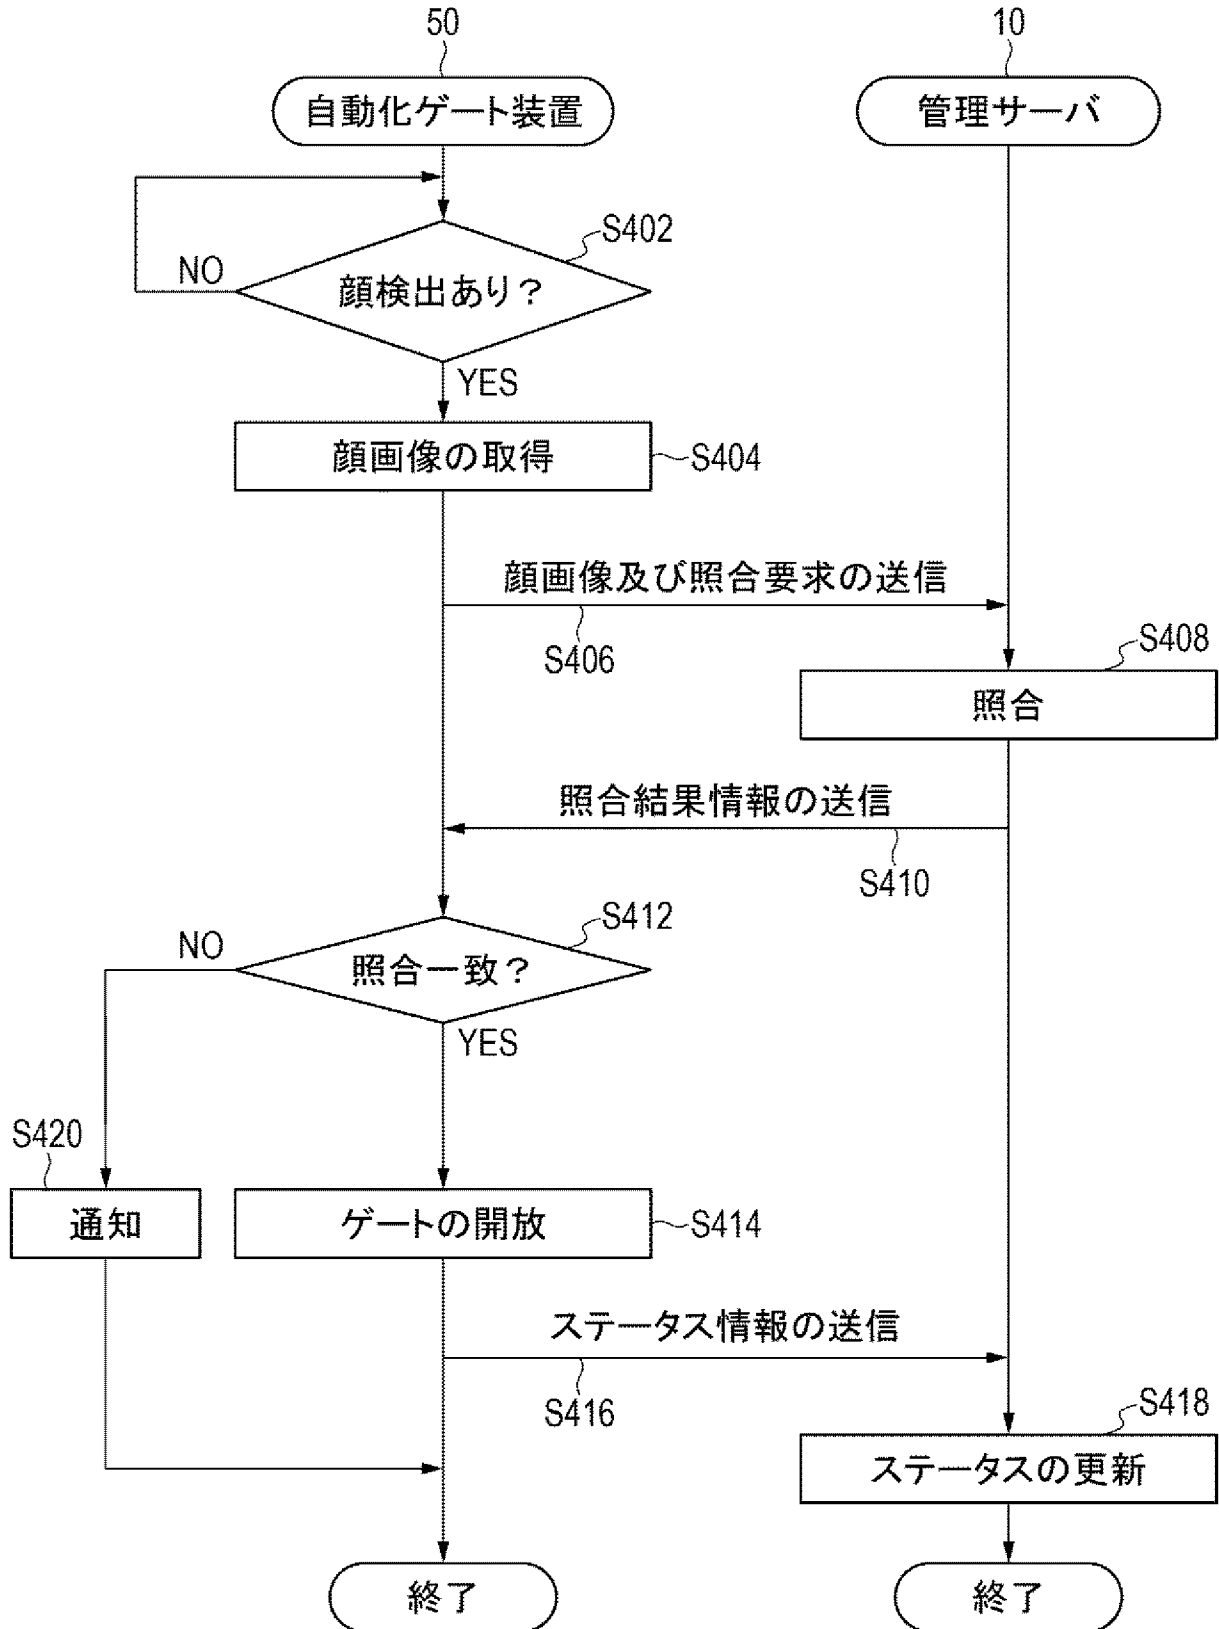 50
10
自動化ゲート装置
管理サーバ
S402
NO
顔検出あり？
YES
顔画像の取得
S404
顔画像及び照合要求の送信
S406
S408
照合
照合結果情報の送信
S410
S412
NO
照合一致？
YES
S420
通知
ゲートの開放
S414
ステータス情報の送信
S416
S418
ステータスの更新
終了
終了